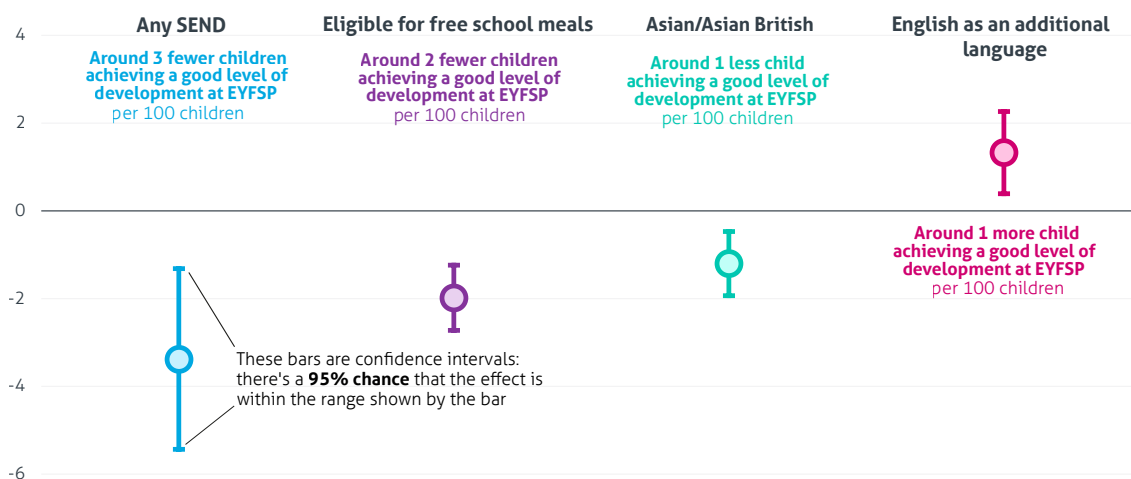 Any SEND
Around 3 fewer children
achieving a good level of
development at EYFSP
per 100 children
Eligible for free school meals
Around 2 fewer children
achieving a good level of
development at EYFSP
per 100 children
Asian/Asian British
Around 1 less child
achieving a good level of
development at EYFSP
per 100 children
English as an additional
language
Around 1 more child
achieving a good level of
development at EYFSP
per 100 children
4
2
0
-2
-4
-6
These bars are confidence intervals:
there's a 95% chance that the effect is
within the range shown by the bar